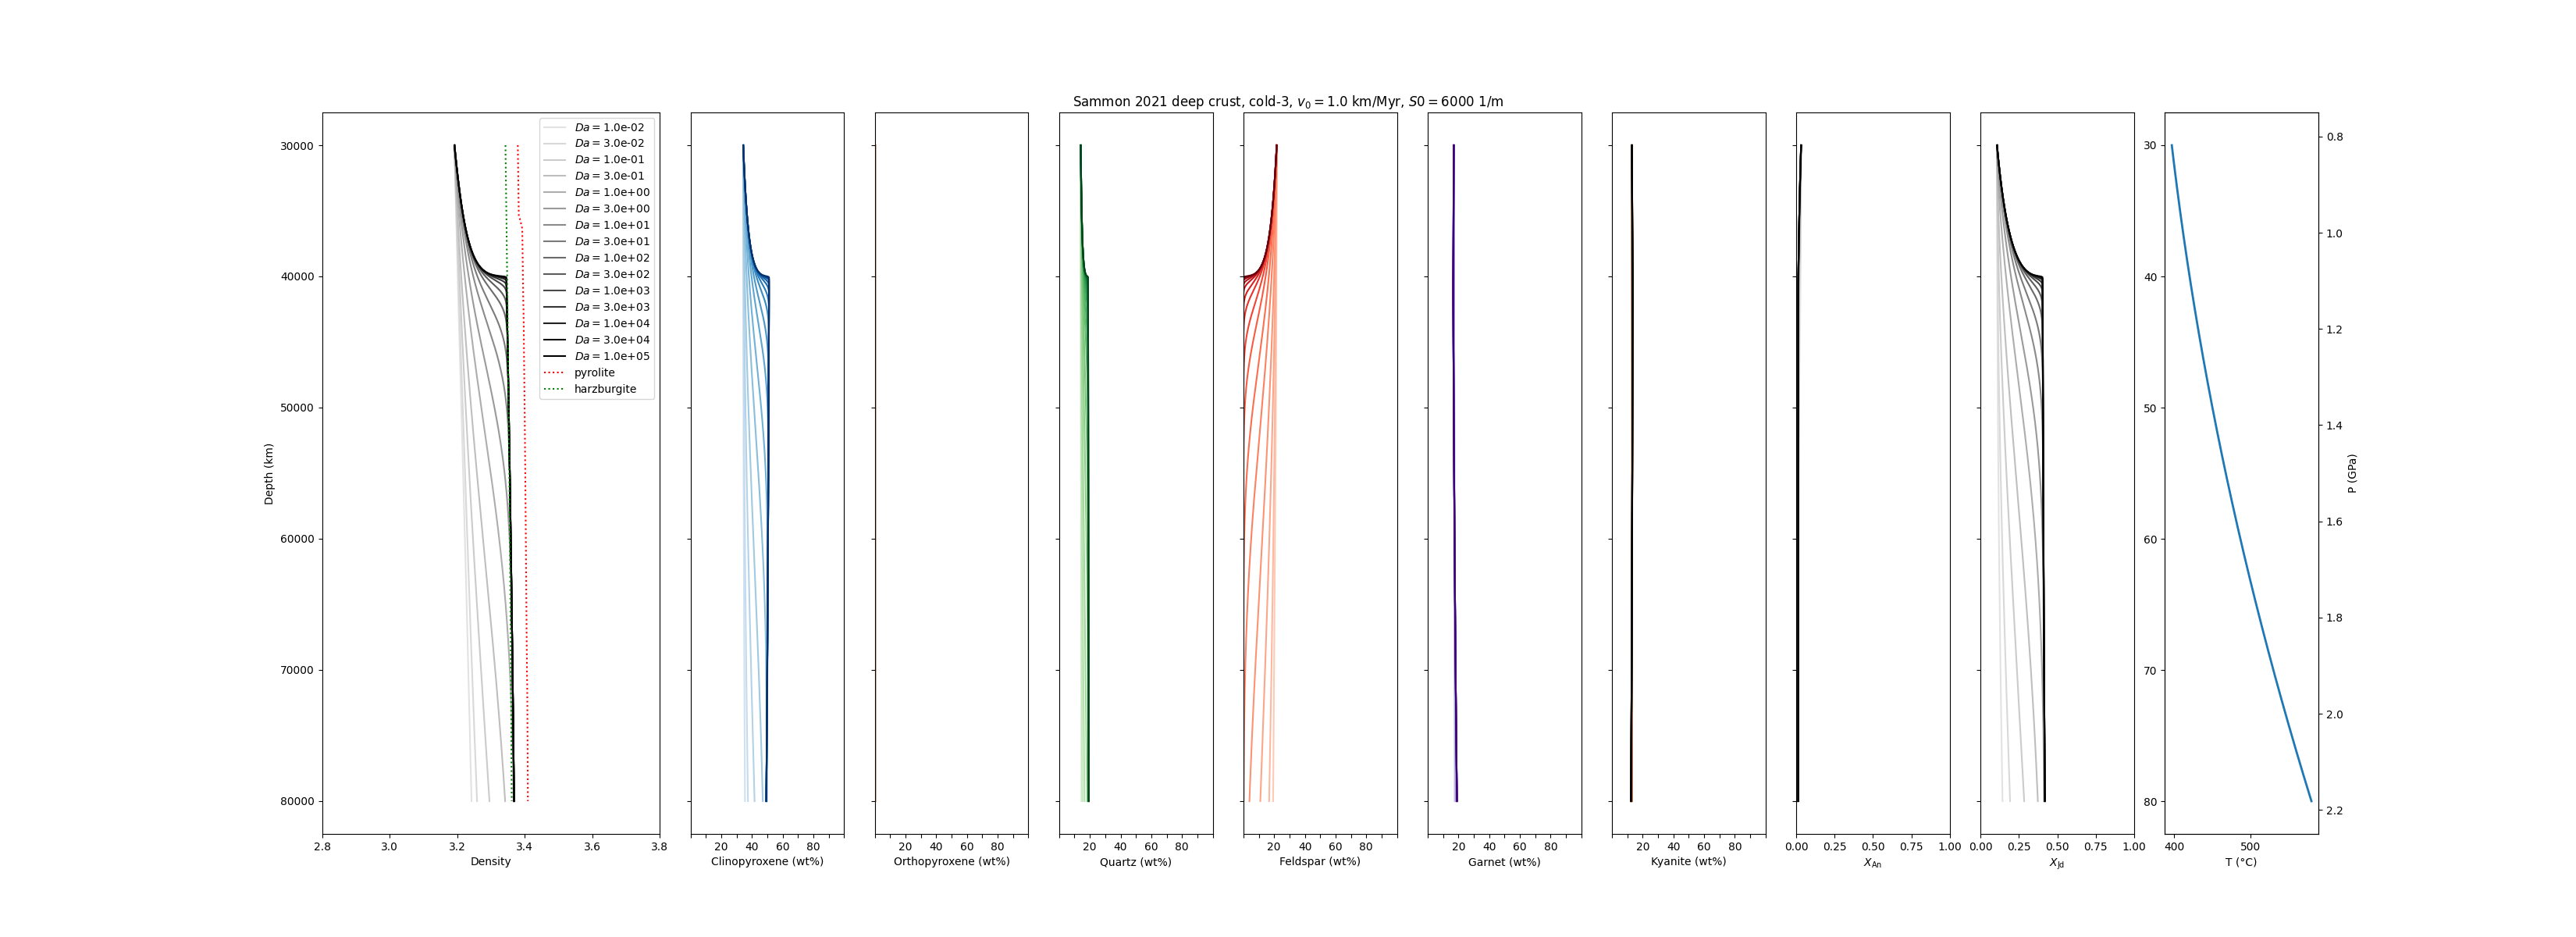 Sammon 2021 deep crust, cold-3, v₀ = 1.0 km/Myr, S0 = 6000 1/m
Da = 1.0e-02
Da = 3.0e-02
Da = 1.0e-01
Da = 3.0e-01
Da = 1.0e+00
Da = 3.0e+00
Da = 1.0e+01
Da = 3.0e+01
Da = 1.0e+02
Da = 3.0e+02
Da = 1.0e+03
Da = 3.0e+03
Da = 1.0e+04
Da = 3.0e+04
Da = 1.0e+05
pyrolite
harzburgite
Depth (km)
30000
40000
50000
60000
70000
80000
2.8 3.0 3.2 3.4 3.6 3.8
Density
20 40 60 80
Clinopyroxene (wt%)
20 40 60 80
Orthopyroxene (wt%)
20 40 60 80
Quartz (wt%)
20 40 60 80
Feldspar (wt%)
20 40 60 80
Garnet (wt%)
20 40 60 80
Kyanite (wt%)
0.00 0.25 0.50 0.75 1.00
X_An
0.00 0.25 0.50 0.75 1.00
X_Jd
30
40
50
60
70
80
400 500
T (°C)
0.8
1.0
1.2
1.4
1.6
1.8
2.0
2.2
P (GPa)